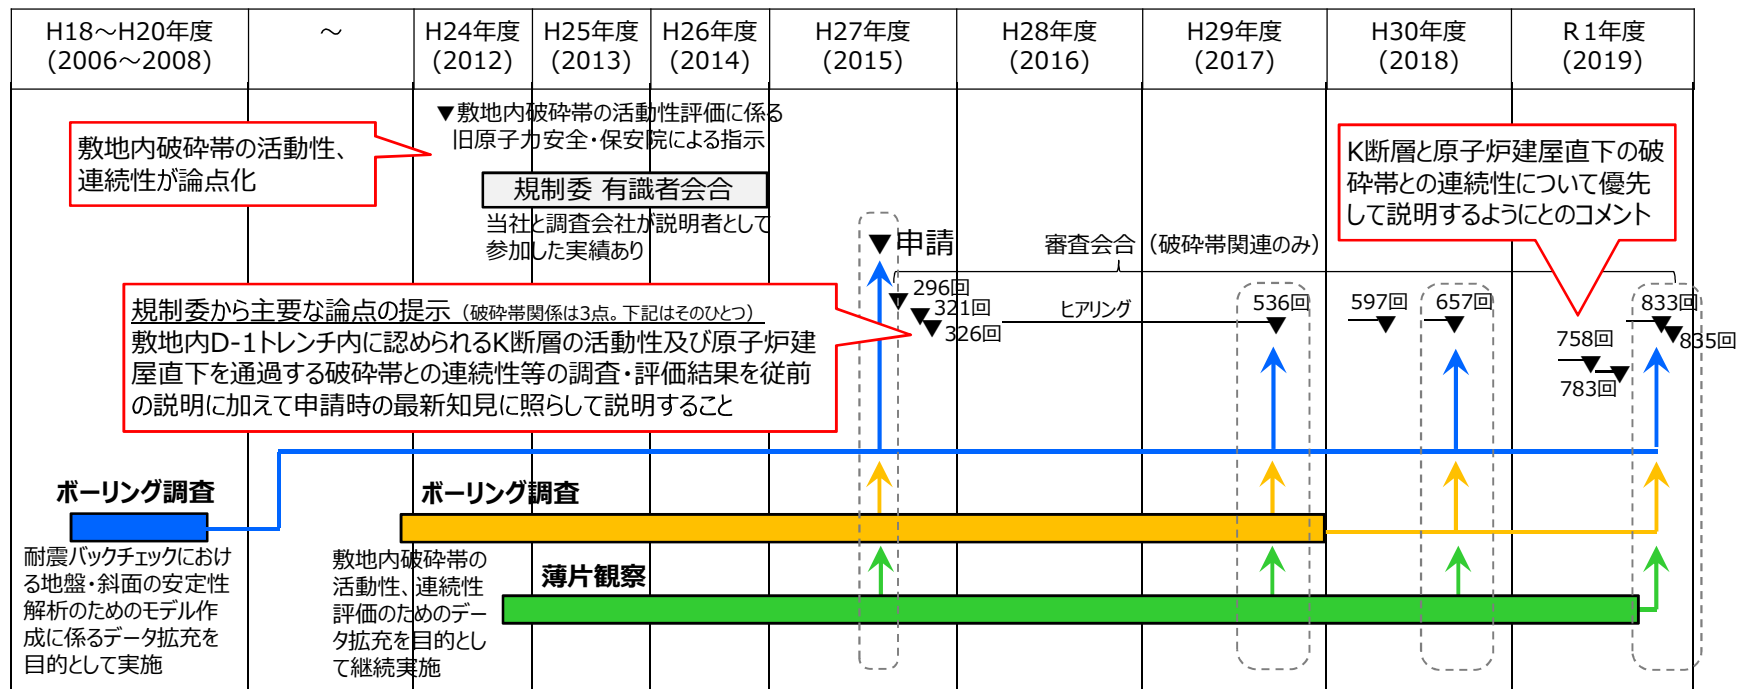 H18～H20年度
(2006～2008)
～
H24年度
(2012)
H25年度
(2013)
H26年度
(2014)
H27年度
(2015)
H28年度
(2016)
H29年度
(2017)
H30年度
(2018)
R1年度
(2019)
▼敷地内破砕帯の活動性評価に係る
旧原子力安全・保安院による指示
敷地内破砕帯の活動性、
連続性が論点化
規制委 有識者会合
当社と調査会社が説明者として
参加した実績あり
K断層と原子炉建屋直下の破
砕帯との連続性について優先
して説明するようにとのコメント
▼申請
審査会合（破砕帯関連のみ）
規制委から主要な論点の提示（破砕帯関係は3点。下記はそのひとつ）
敷地内D-1トレンチ内に認められるK断層の活動性及び原子炉建
屋直下を通過する破砕帯との連続性等の調査・評価結果を従前
の説明に加えて申請時の最新知見に照らして説明すること
296回
321回
326回
ヒアリング
536回
597回
657回
758回
783回
833回
835回
ボーリング調査
耐震バックチェックにおけ
る地盤・斜面の安定性
解析のためのモデル作
成に係るデータ拡充を
目的として実施
ボーリング調査
敷地内破砕帯の
活動性、連続性
評価のためのデー
タ拡充を目的とし
て継続実施
薄片観察